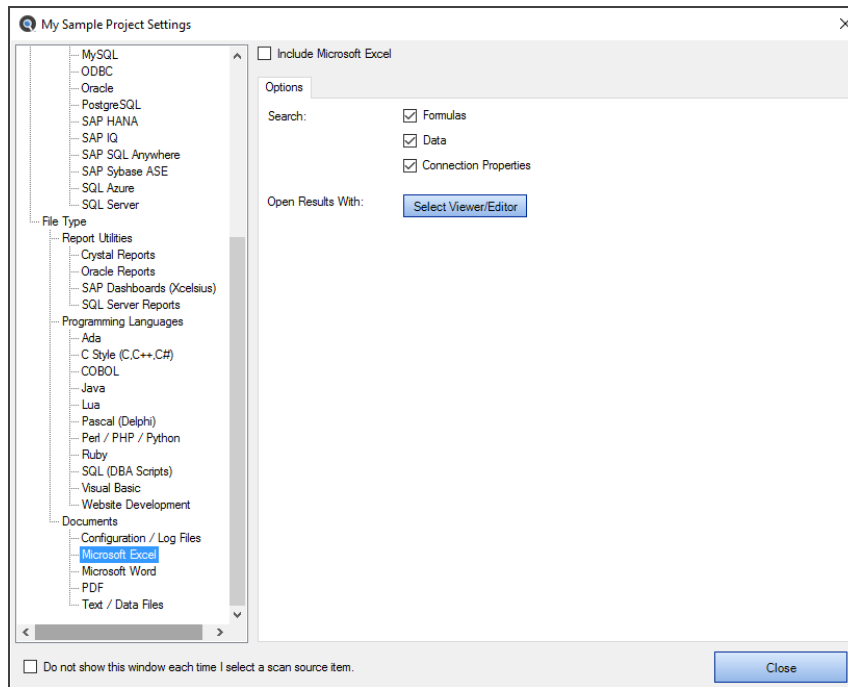 My Sample Project Settings
MySQL
ODBC
Oracle
PostgreSQL
SAP HANA
SAP IQ
SAP SQL Anywhere
SAP Sybase ASE
SQL Azure
SQL Server
File Type
Report Utilities
Crystal Reports
Oracle Reports
SAP Dashboards (Xcelsius)
SQL Server Reports
Programming Languages
Ada
C Style (C,C++,C#)
COBOL
Java
Lua
Pascal (Delphi)
Perl / PHP / Python
Ruby
SQL (DBA Scripts)
Visual Basic
Website Development
Documents
Configuration / Log Files
Microsoft Excel
Microsoft Word
PDF
Text / Data Files
Include Microsoft Excel
Options
Search: Formulas
Data
Connection Properties
Open Results With: Select Viewer/Editor
Do not show this window each time I select a scan source item.
Close